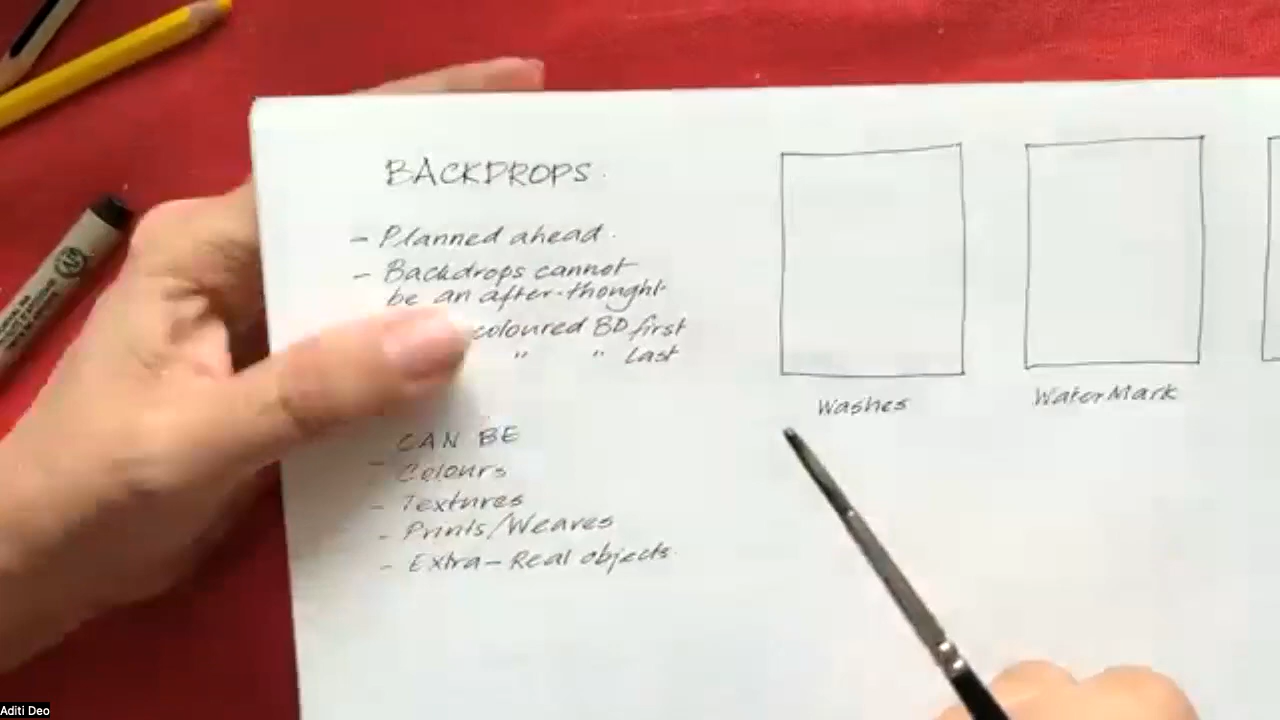 BACKDROPS.
- Planned ahead.
- Backdrops cannot
be an after-thought.
coloured BD first
" " Last
CAN BE
- Colours
- Textures
- Prints/Weaves
- Extra-Real objects.
Washes
WaterMark
Aditi Deo